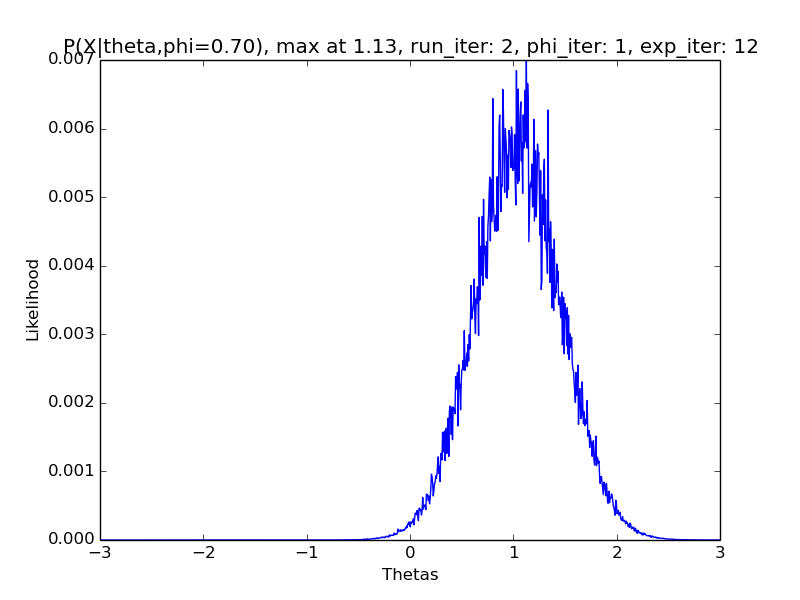 P(X|theta,phi=0.70), max at 1.13, run_iter: 2, phi_iter: 1, exp_iter: 12
0.007
0.006
0.005
0.004
0.003
0.002
0.001
0.000
Likelihood
−3 −2 −1 0 1 2 3
Thetas